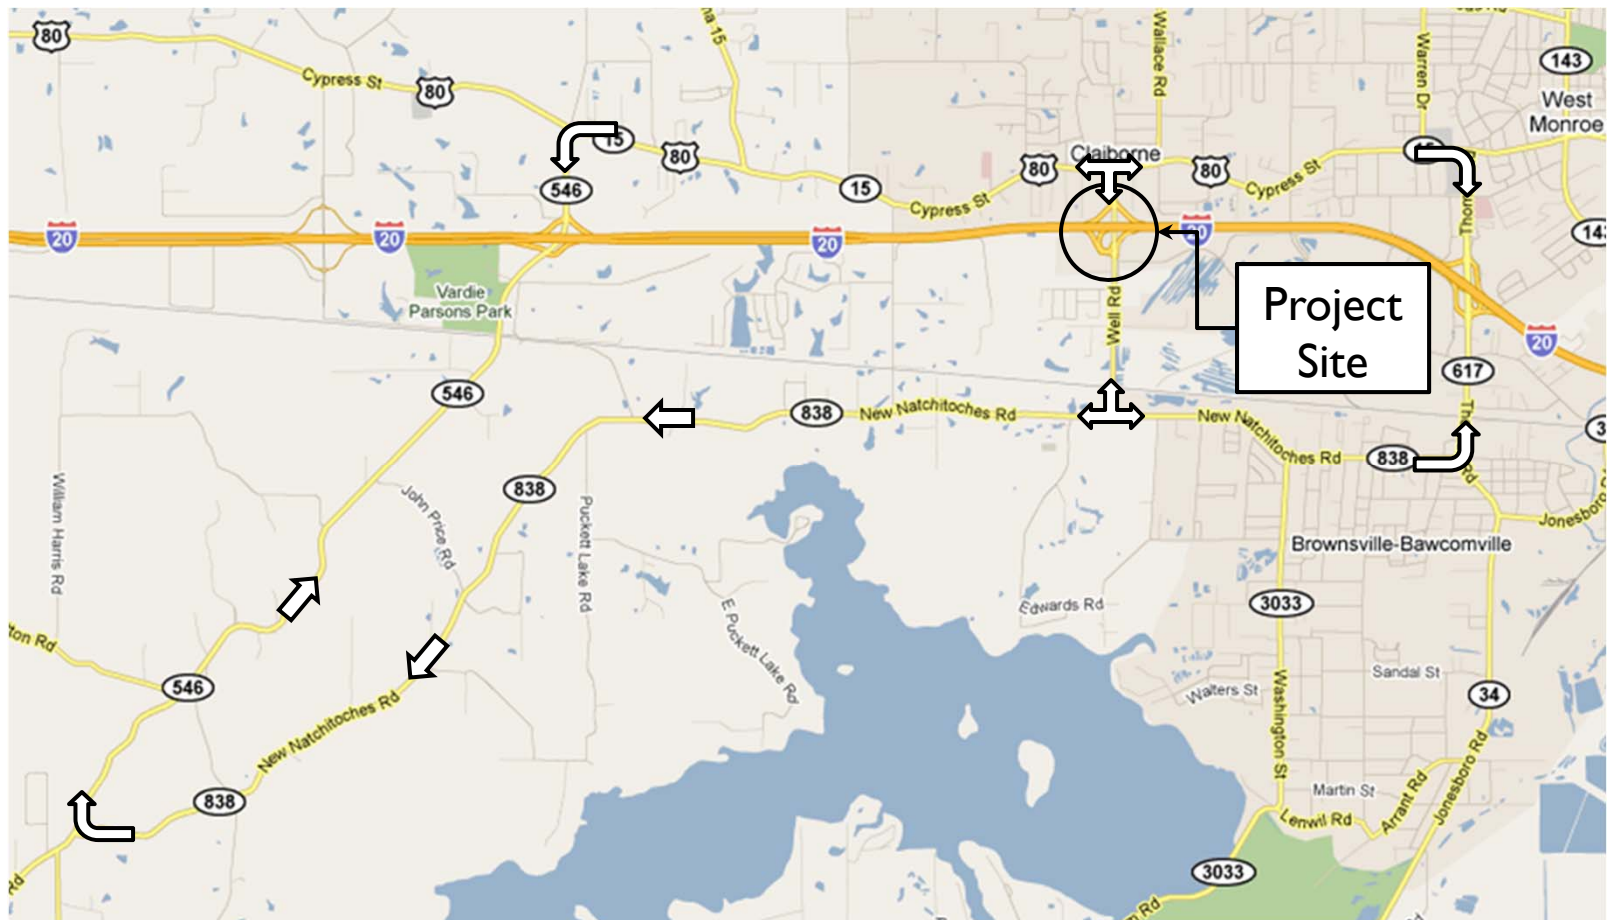 80
Cypress St
80
15
80
546
15
Cypress St
80
Claiborne
Wallace Rd
80
Cypress St
Warren Dr
143
West
Monroe
20
20
20
20
Vardie
Parsons Park
Well Rd
Project
Site
617
546
838
New Natchitoches Rd
New Natchitoches Rd
838
838
William Harris Rd
John Price Rd
Puckett Lake Rd
E Puckett Lake Rd
Edwards Rd
Jonesboro Rd
Brownsville-Bawcomville
3033
546
Walters St
Sandal St
34
Washington St
New Natchitoches Rd
838
Martin St
Lenwil Rd
Arrant Rd
Jonesboro Rd
3033
Rd
Rd